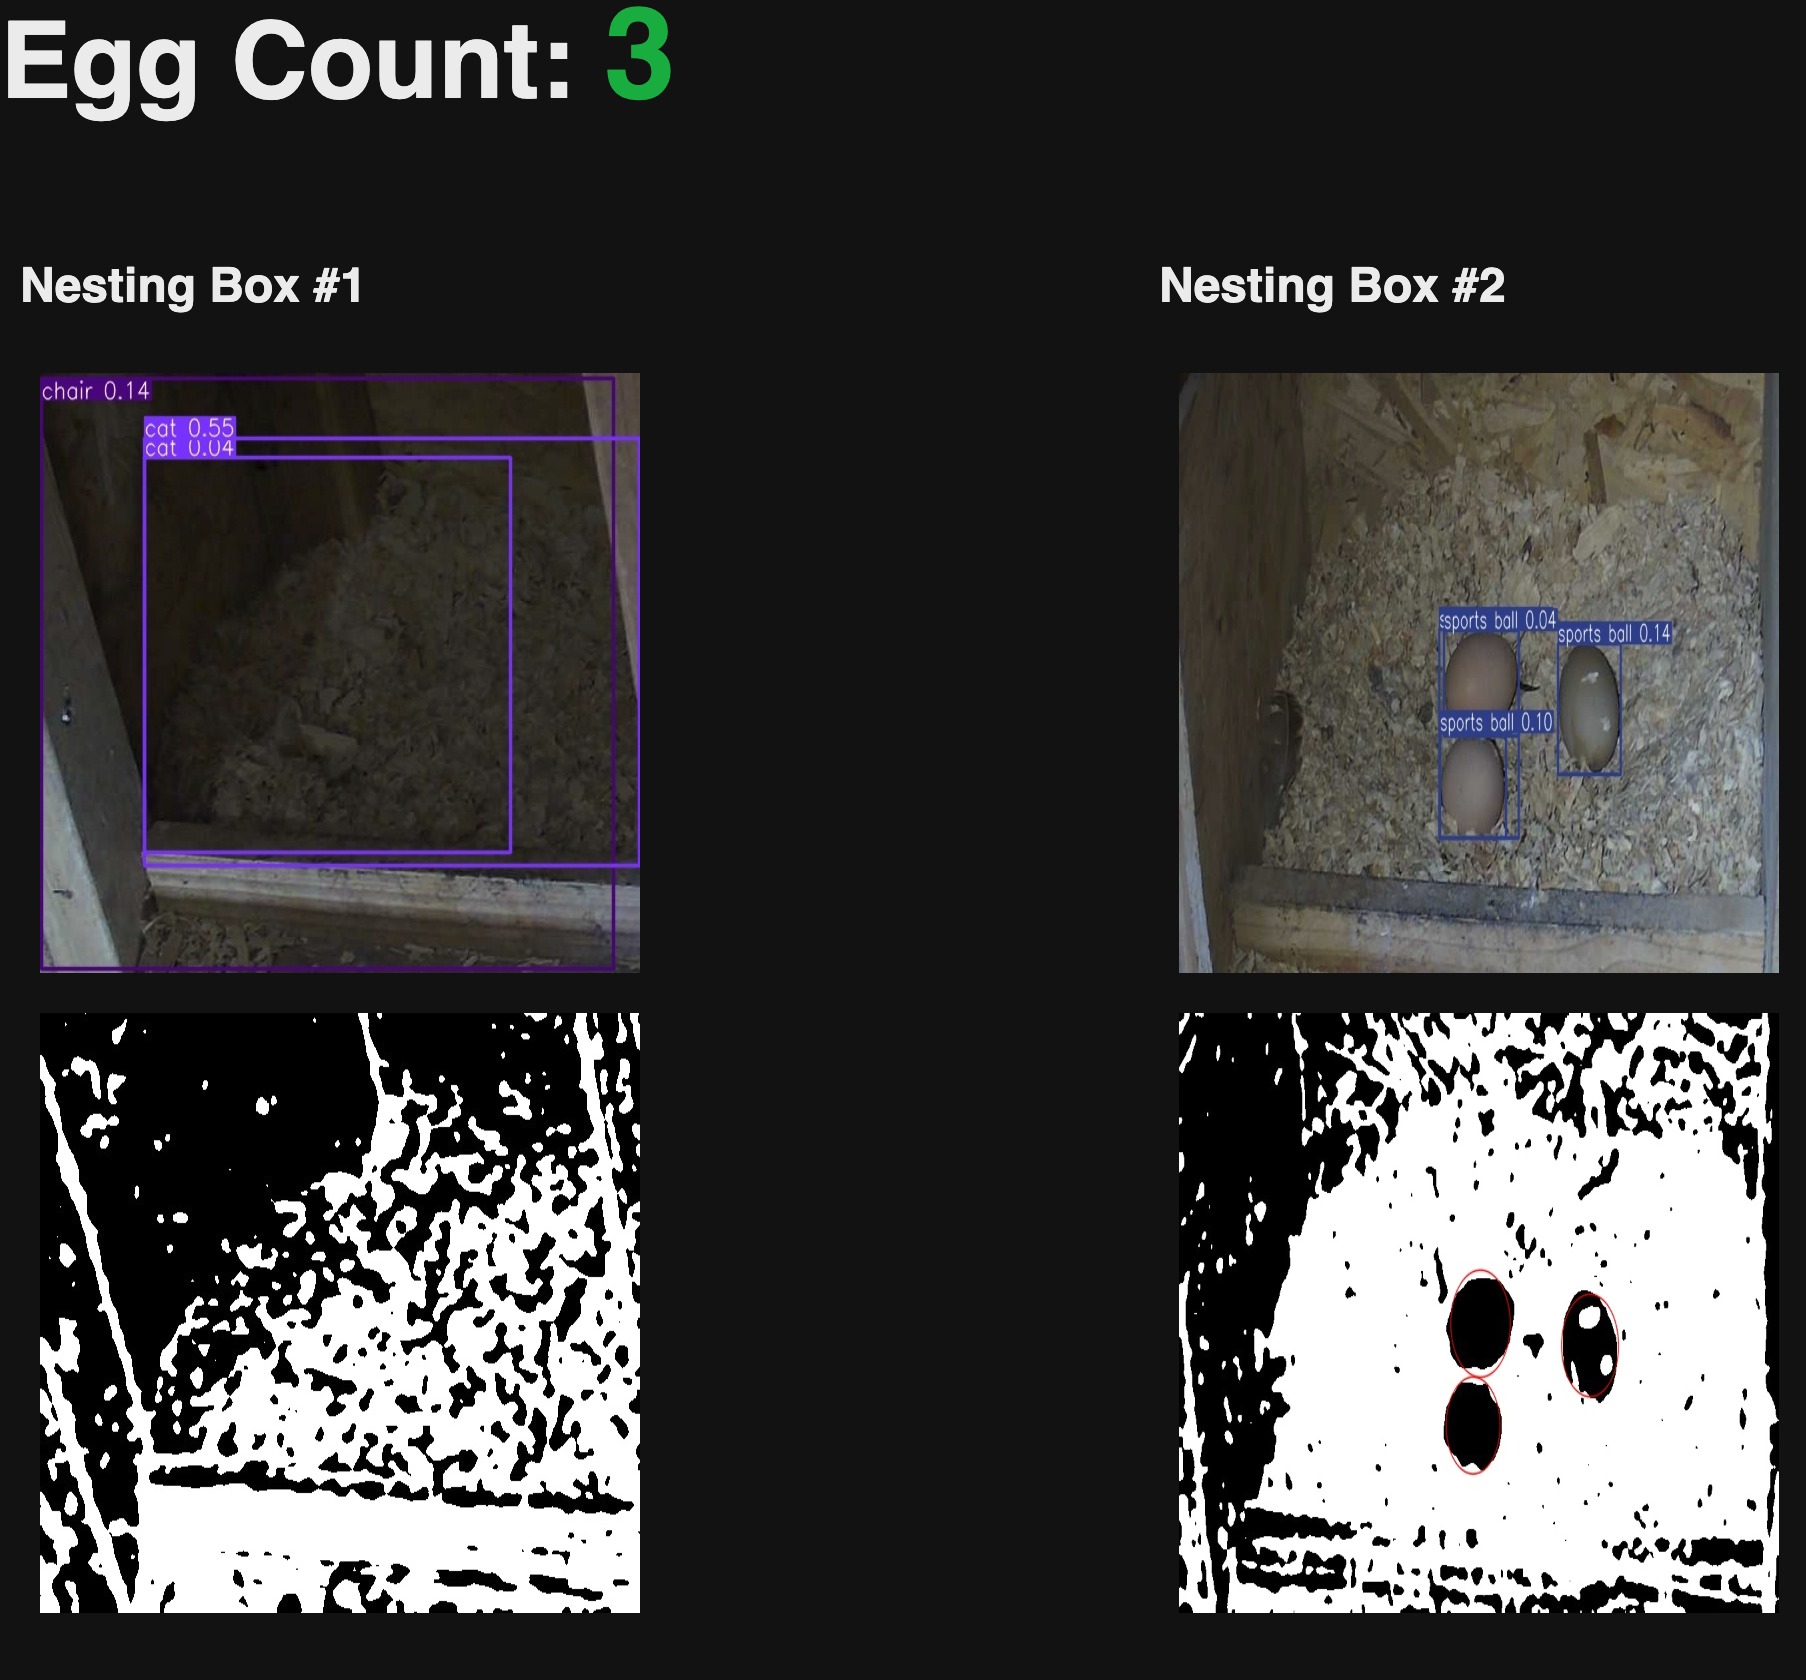 Egg Count: 3
Nesting Box #1
Nesting Box #2
chair 0.14
cat 0.55
cat 0.04
sports ball 0.04
sports ball 0.14
sports ball 0.10